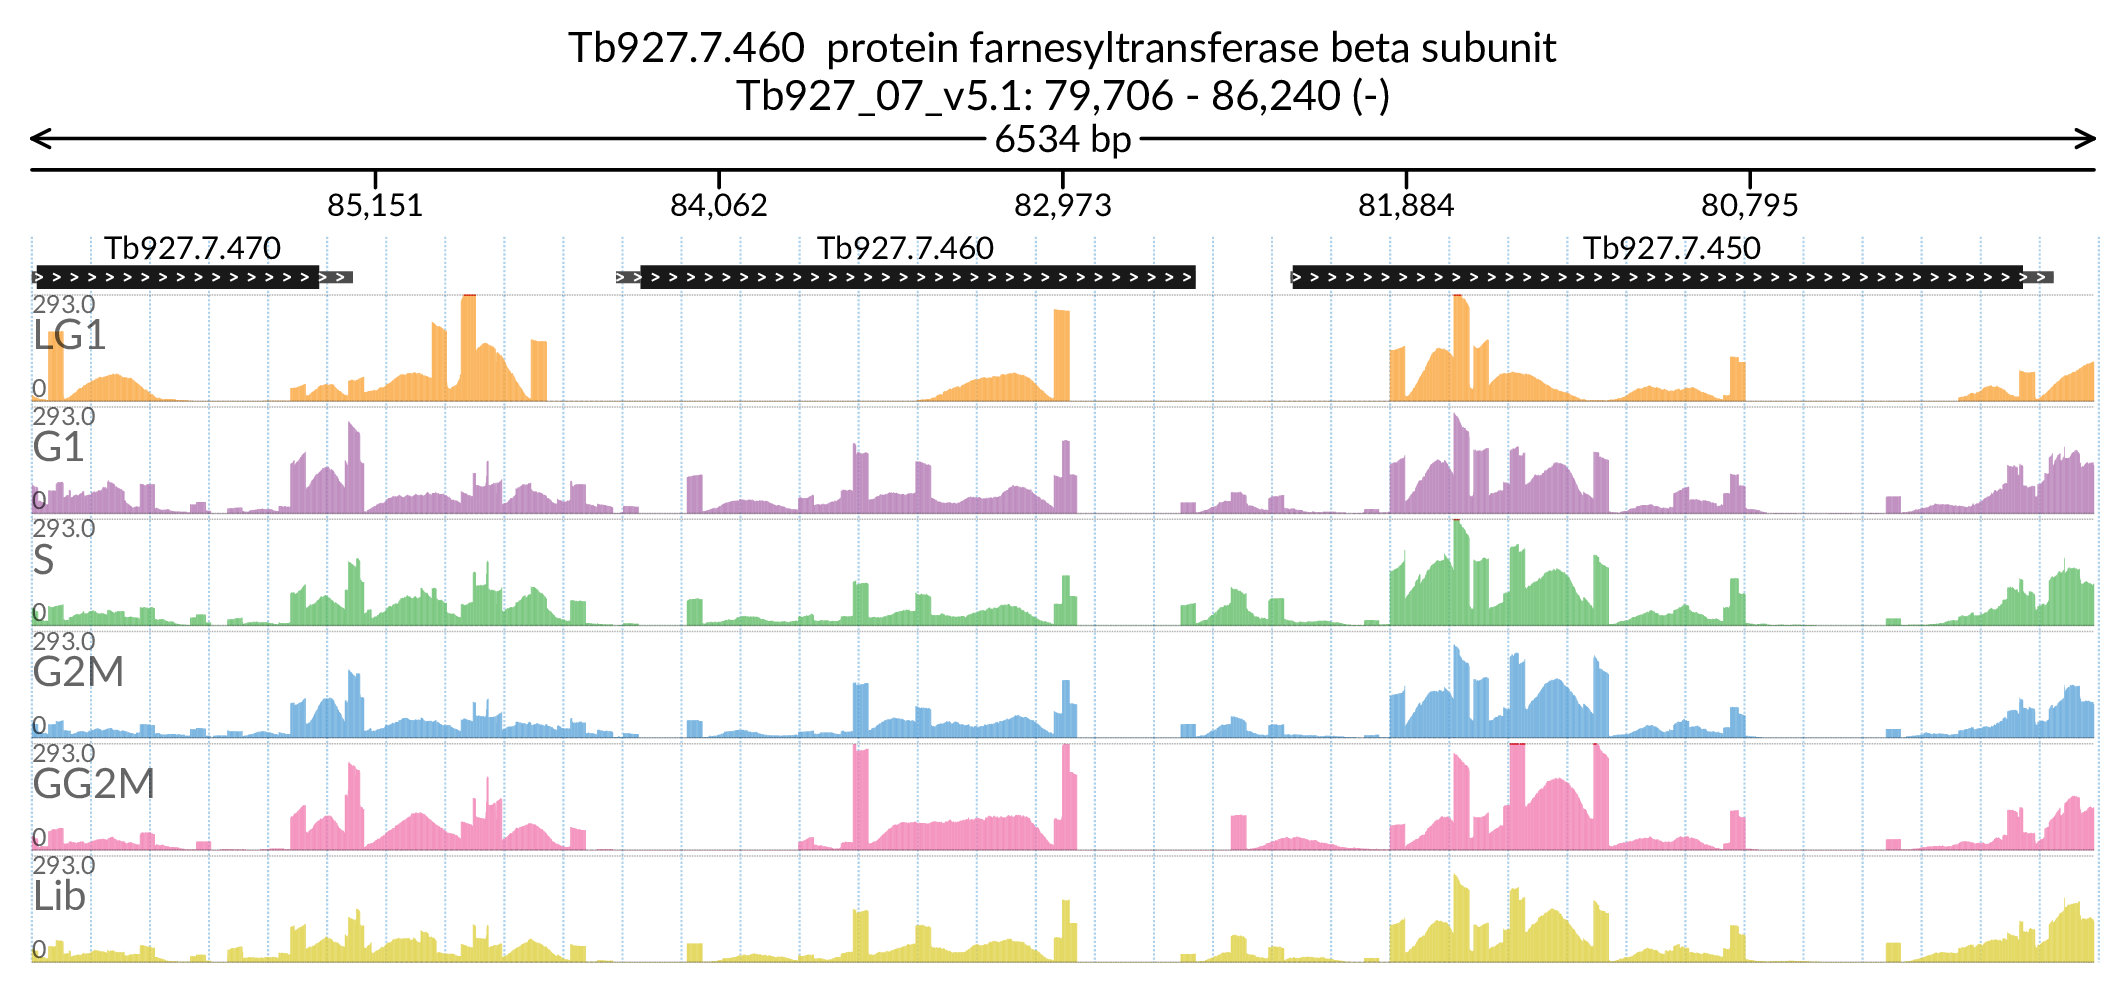 Tb927.7.460  protein farnesyltransferase beta subunit
Tb927_07_v5.1: 79,706 - 86,240 (-)
6534 bp
85,151 84,062 82,973 81,884 80,795
Tb927.7.470 Tb927.7.460 Tb927.7.450
293.0
LG1
0
293.0
G1
0
293.0
S
0
293.0
G2M
0
293.0
GG2M
0
293.0
Lib
0